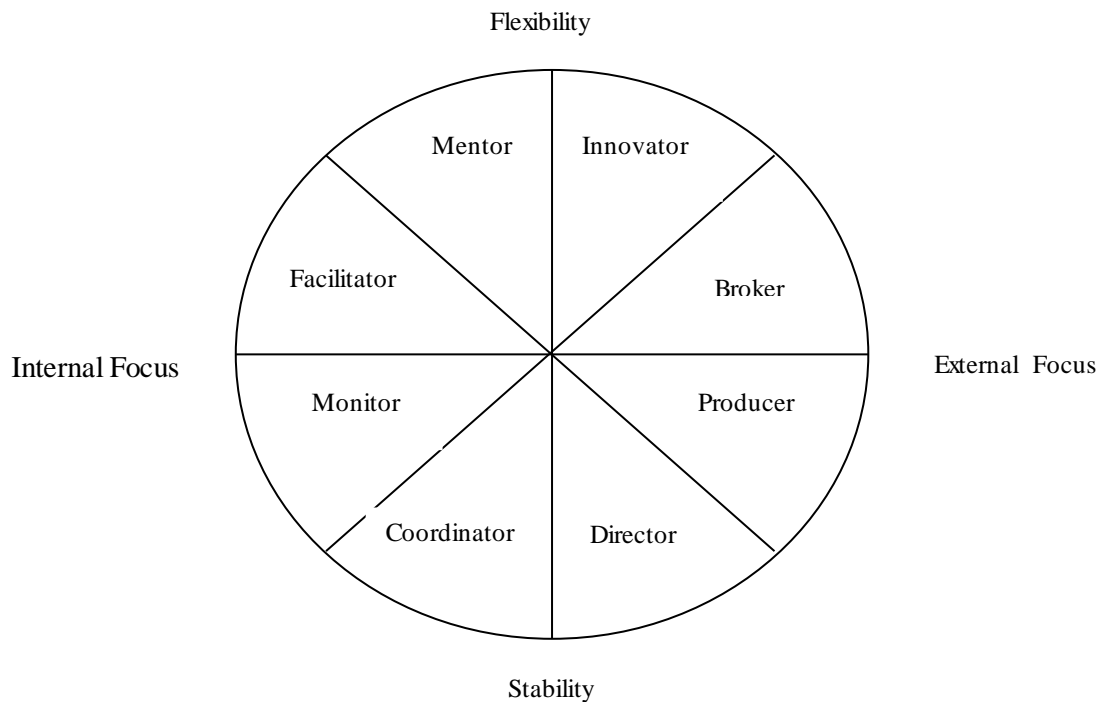 Flexibility
Mentor
Innovator
Facilitator
Broker
Internal Focus
External Focus
Monitor
Producer
Coordinator
Director
Stability